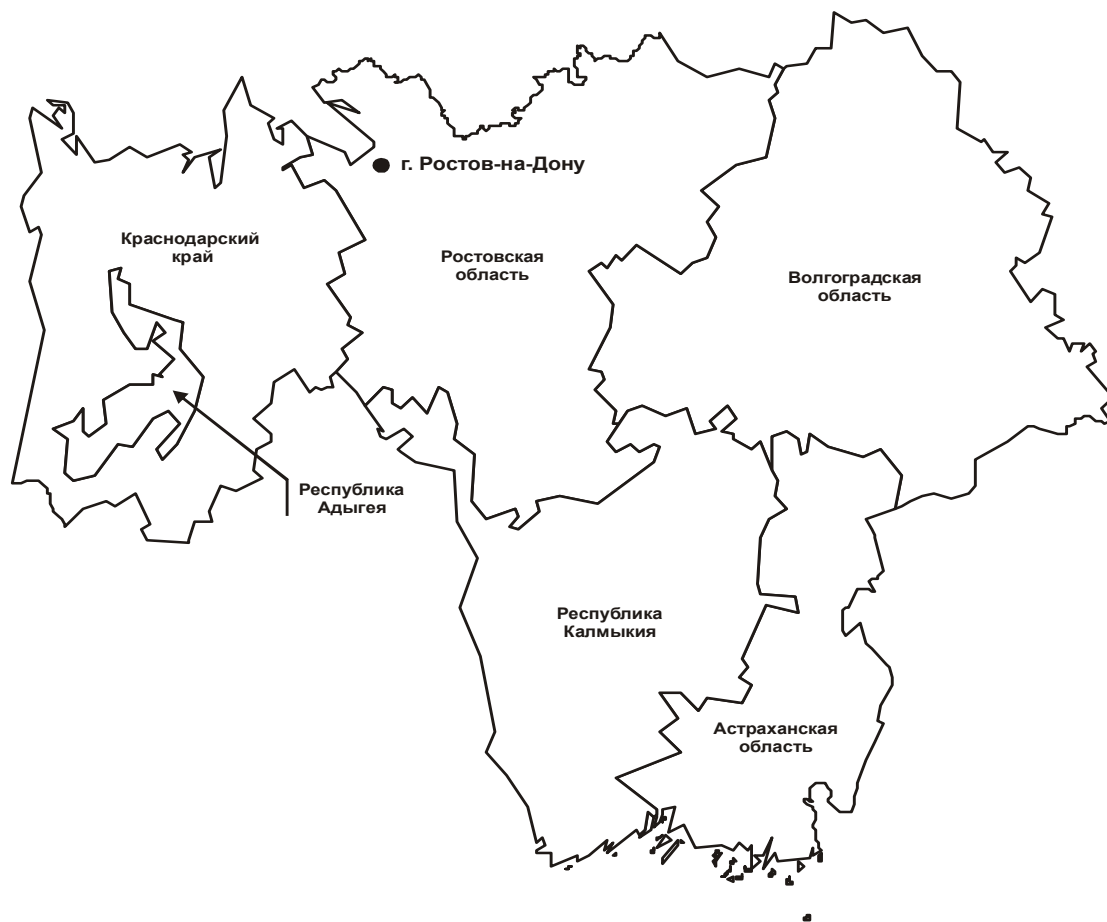 г. Ростов-на-Дону
Краснодарский
край
Ростовская
область
Волгоградская
область
Республика
Адыгея
Республика
Калмыкия
Астраханская
область